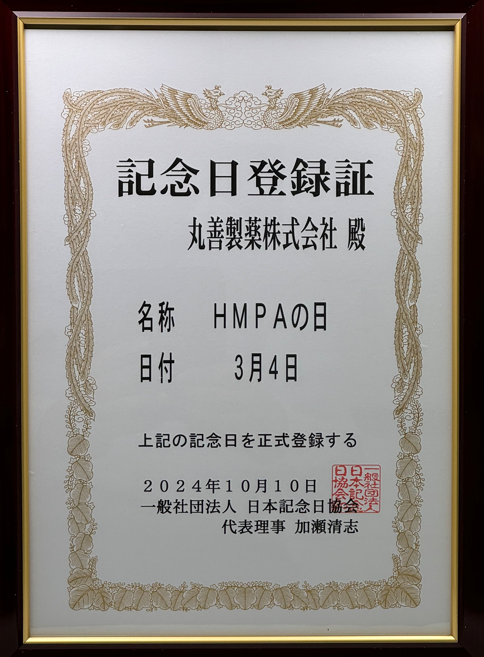 記念日登録証
丸善製薬株式会社 殿
名称 HMPAの日
日付 3月4日
上記の記念日を正式登録する
2024年10月10日
一般社団法人 日本記念日協会
代表理事 加瀬清志
一般社団法人
日本記念
日協会